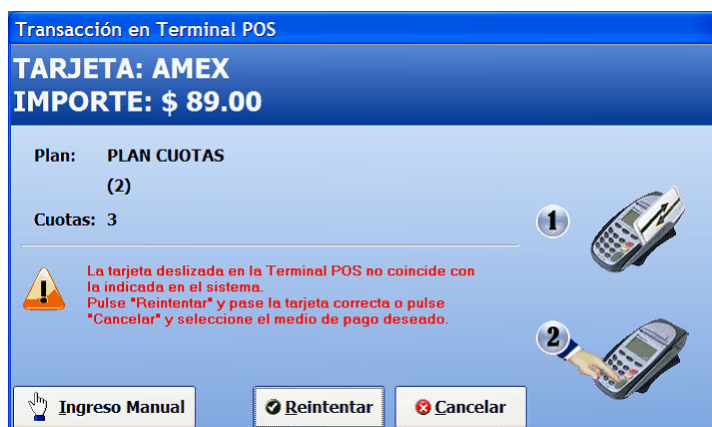 Transacción en Terminal POS
TARJETA: AMEX
IMPORTE: $ 89.00
Plan: PLAN CUOTAS
(2)
Cuotas: 3
La tarjeta deslizada en la Terminal POS no coincide con
la indicada en el sistema.
Pulse "Reintentar" y pase la tarjeta correcta o pulse
"Cancelar" y seleccione el medio de pago deseado.
1
2
Ingreso Manual
Reintentar
Cancelar